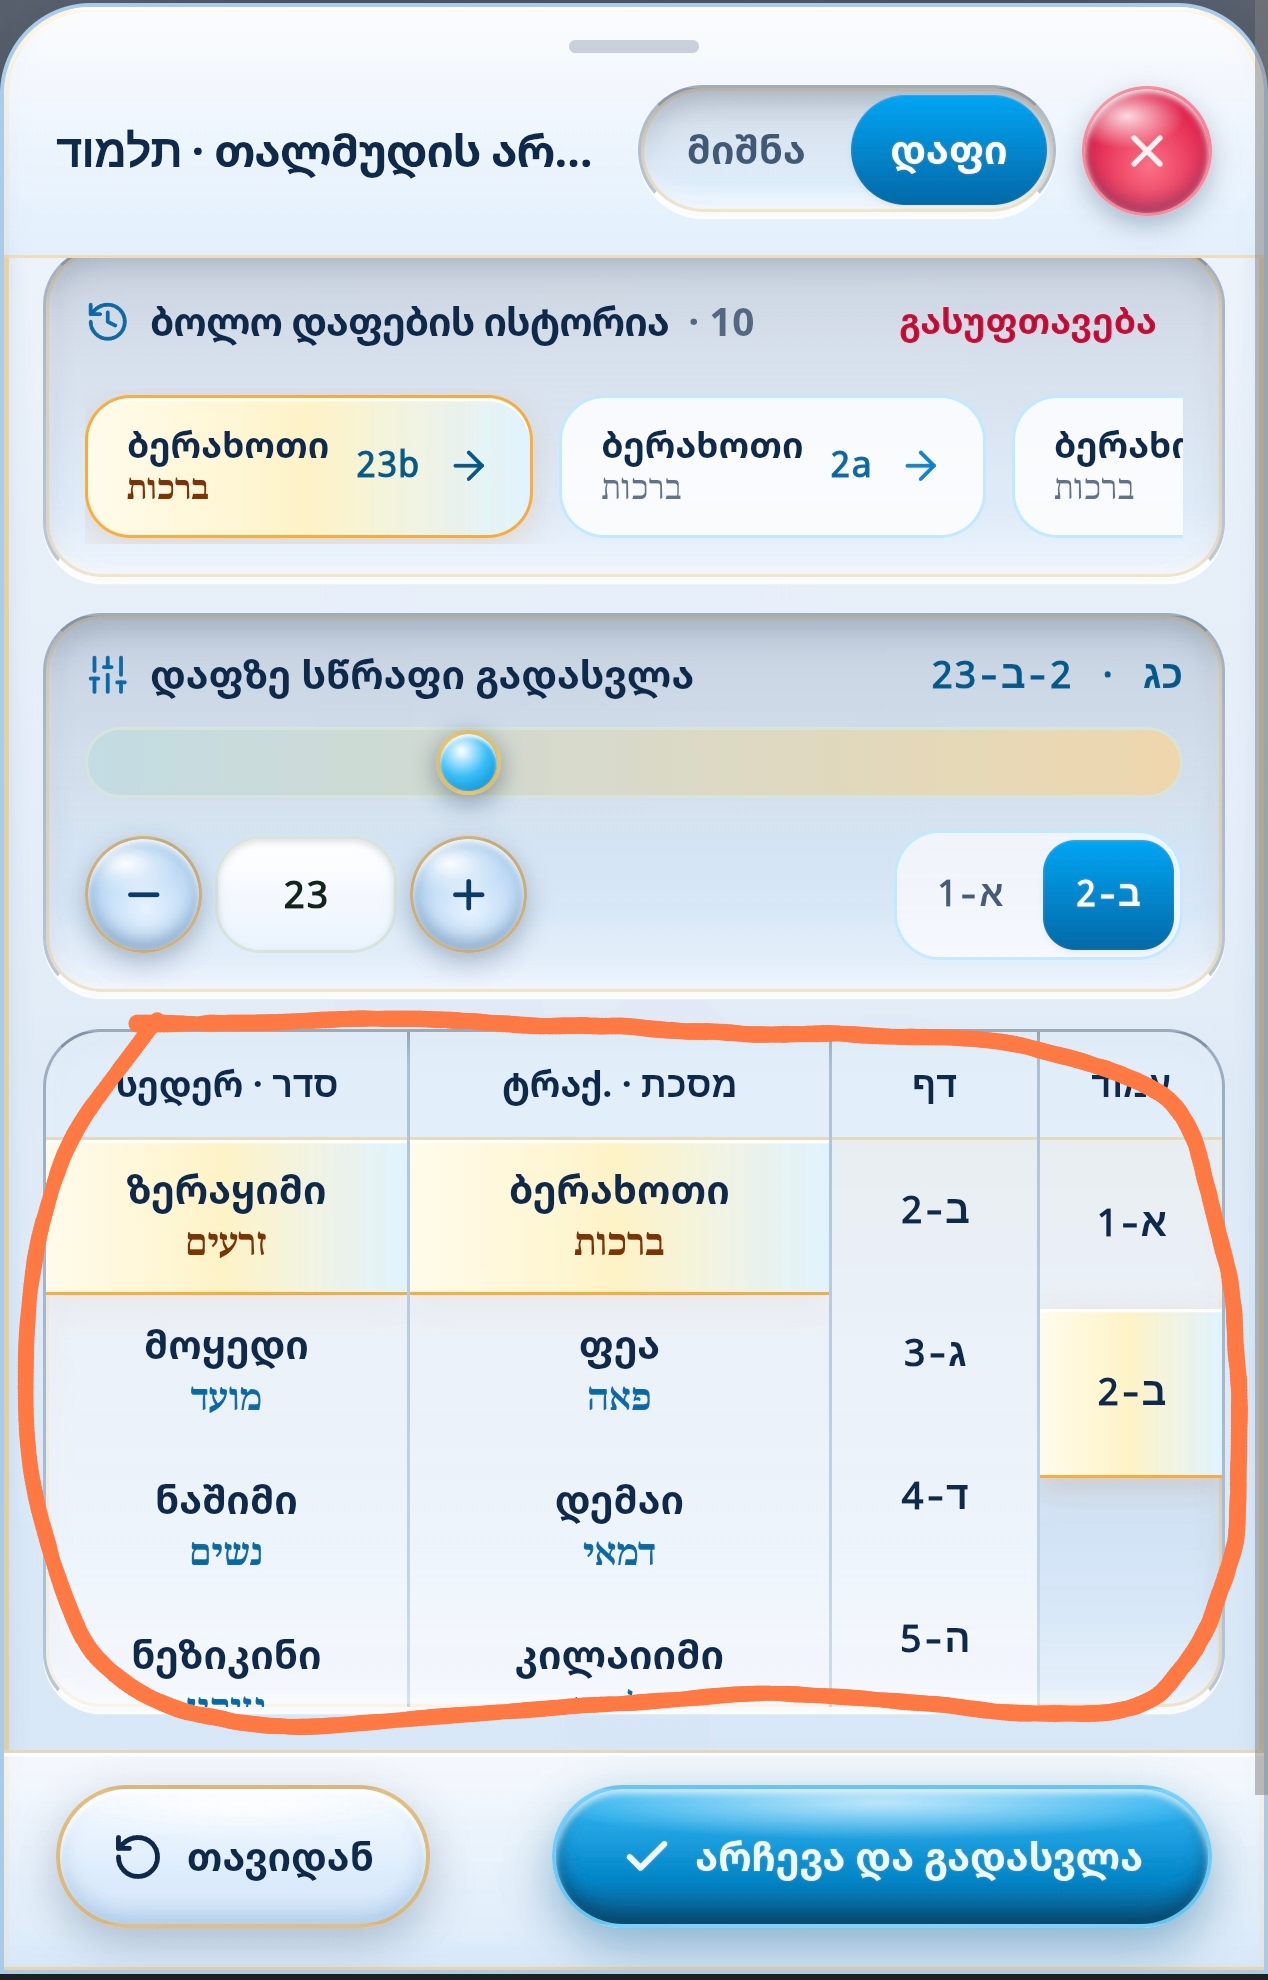 תלמוד · თალმუდის არ...
მიშნა
დაფი
ბოლო დაფების ისტორია · 10
გასუფთავება
ბერახოთი
ברכות
23b
ბერახოთი
ברכות
2a
ברכות
დაფზე სწრაფი გადასვლა
כג · 2-ב-23
23
א-1
ב-2
სედერ · סדר
ტრაქ. · מסכת
דף
עמוד
ზერაყიმი
זרעים
ბერახოთი
ברכות
ב-2
א-1
მოყედი
מועד
ფეა
פאה
ג-3
ב-2
ნაშიმი
נשים
დემაი
דמאי
ד-4
ნეზიკინი
კილაიიმი
ה-5
თავიდან
არჩევა და გადასვლა